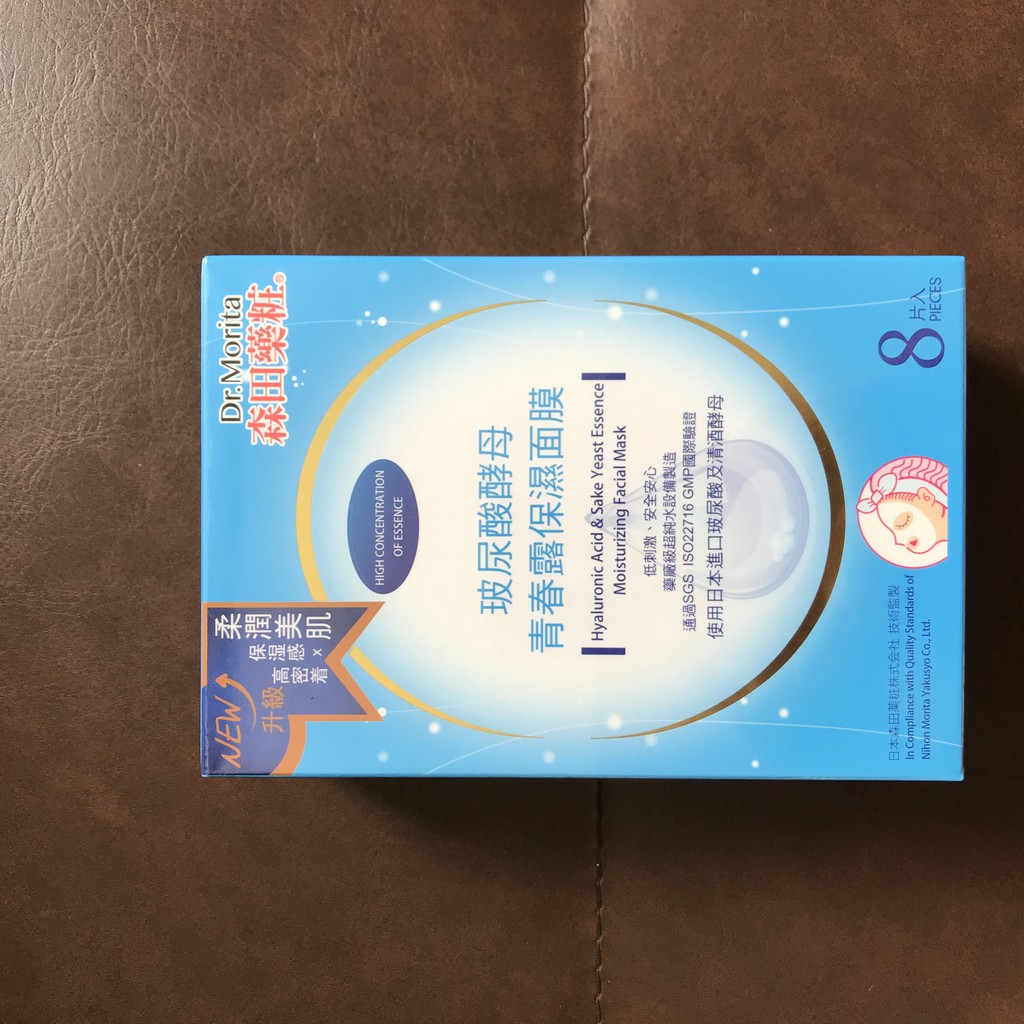 NEW
升級
柔潤美肌
保湿感 x
高密着
Dr.Morita
森田藥粧®
HIGH CONCENTRATION
OF ESSENCE
玻尿酸酵母
青春露保濕面膜
Hyaluronic Acid & Sake Yeast Essence
Moisturizing Facial Mask
低刺激、安全安心
藥廠級超純水設備製造
通過SGS ISO22716 GMP國際驗證
使用日本進口玻尿酸及清酒酵母
日本森田薬粧株式会社 技術監製
In Compliance with Quality Standards of
Nihon Morita Yakusyo Co., Ltd.
8 片入
PIECES